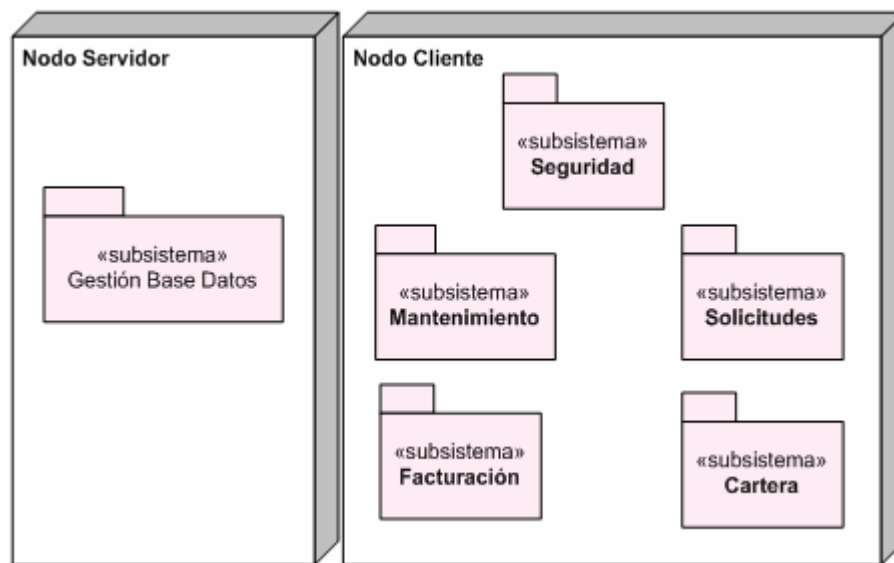 Nodo Servidor
«subsistema»
Gestión Base Datos
Nodo Cliente
«subsistema»
Seguridad
«subsistema»
Mantenimiento
«subsistema»
Solicitudes
«subsistema»
Facturación
«subsistema»
Cartera